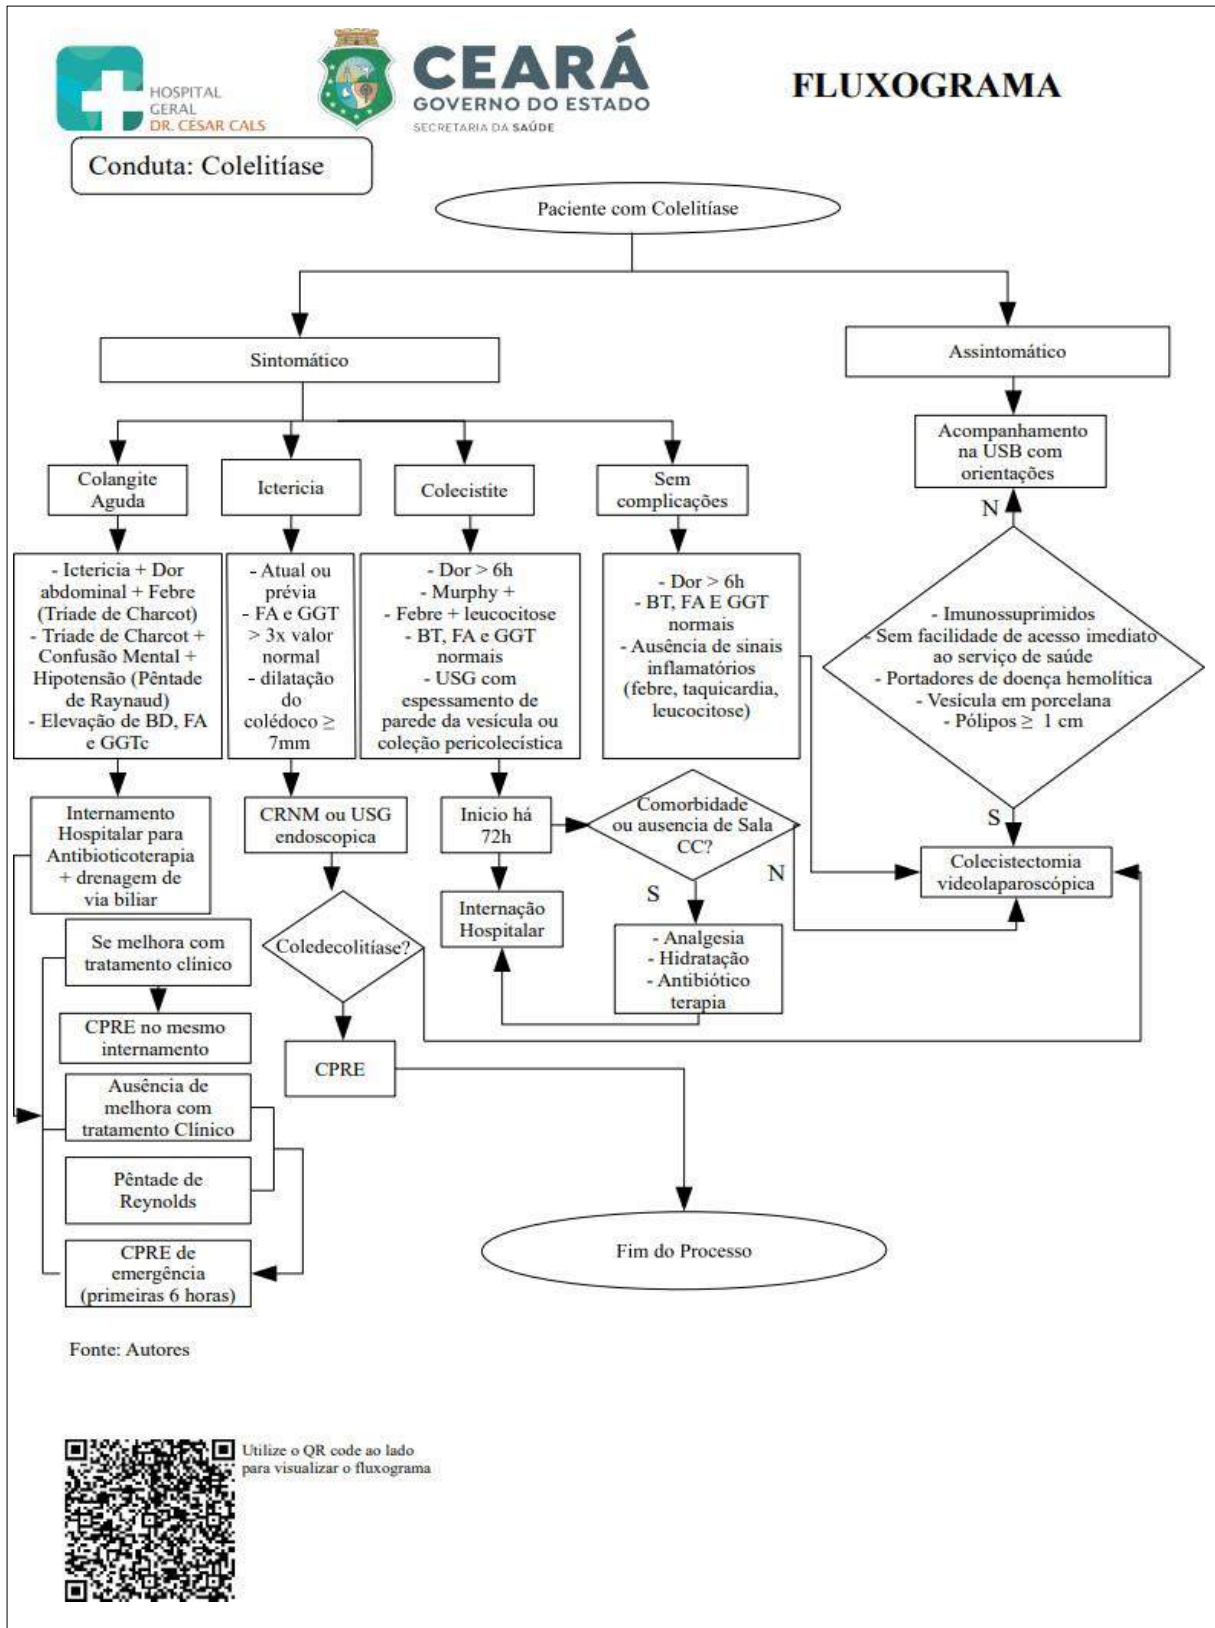 HOSPITAL
GERAL
DR. CESAR CALS
CEARÁ
GOVERNO DO ESTADO
SECRETARIA DA SAÚDE
FLUXOGRAMA
Conduta: Colelitíase
Paciente com Colelitíase
Sintomático
Assintomático
Colangite
Aguda
Ictericia
Colecistite
Sem
complicações
Acompanhamento
na USB com
orientações
N
- Ictericia + Dor
abdominal + Febre
(Tríade de Charcot)
- Tríade de Charcot +
Confusão Mental +
Hipotensão (Pêntade
de Raynaud)
- Elevação de BD, FA
e GGTc
- Atual ou
prévia
- FA e GGT
> 3x valor
normal
- dilatação
do
colédoco ≥
7mm
- Dor > 6h
- Murphy +
- Febre + leucocitose
- BT, FA e GGT
normais
- USG com
espessamento de
parede da vesícula ou
coleção pericolecística
- Dor > 6h
- BT, FA E GGT
normais
- Ausência de sinais
inflamatórios
(febre, taquicardia,
leucocitose)
- Imunossuprimidos
- Sem facilidade de acesso imediato
ao serviço de saúde
- Portadores de doença hemolítica
- Vesícula em porcelana
- Pólipos ≥ 1 cm
S
Internamento
Hospitalar para
Antibioticoterapia
+ drenagem de
via biliar
CRNM ou USG
endoscopica
Inicio há
72h
Comorbidade
ou ausencia de Sala
CC?
N
S
Colecistectomia
videolaparoscópica
Internação
Hospitalar
- Analgesia
- Hidratação
- Antibiótico
terapia
Coledecolitíase?
Se melhora com
tratamento clínico
CPRE no mesmo
internamento
CPRE
Ausência de
melhora com
tratamento Clínico
Pêntade de
Reynolds
CPRE de
emergência
(primeiras 6 horas)
Fim do Processo
Fonte: Autores
Utilize o QR code ao lado
para visualizar o fluxograma